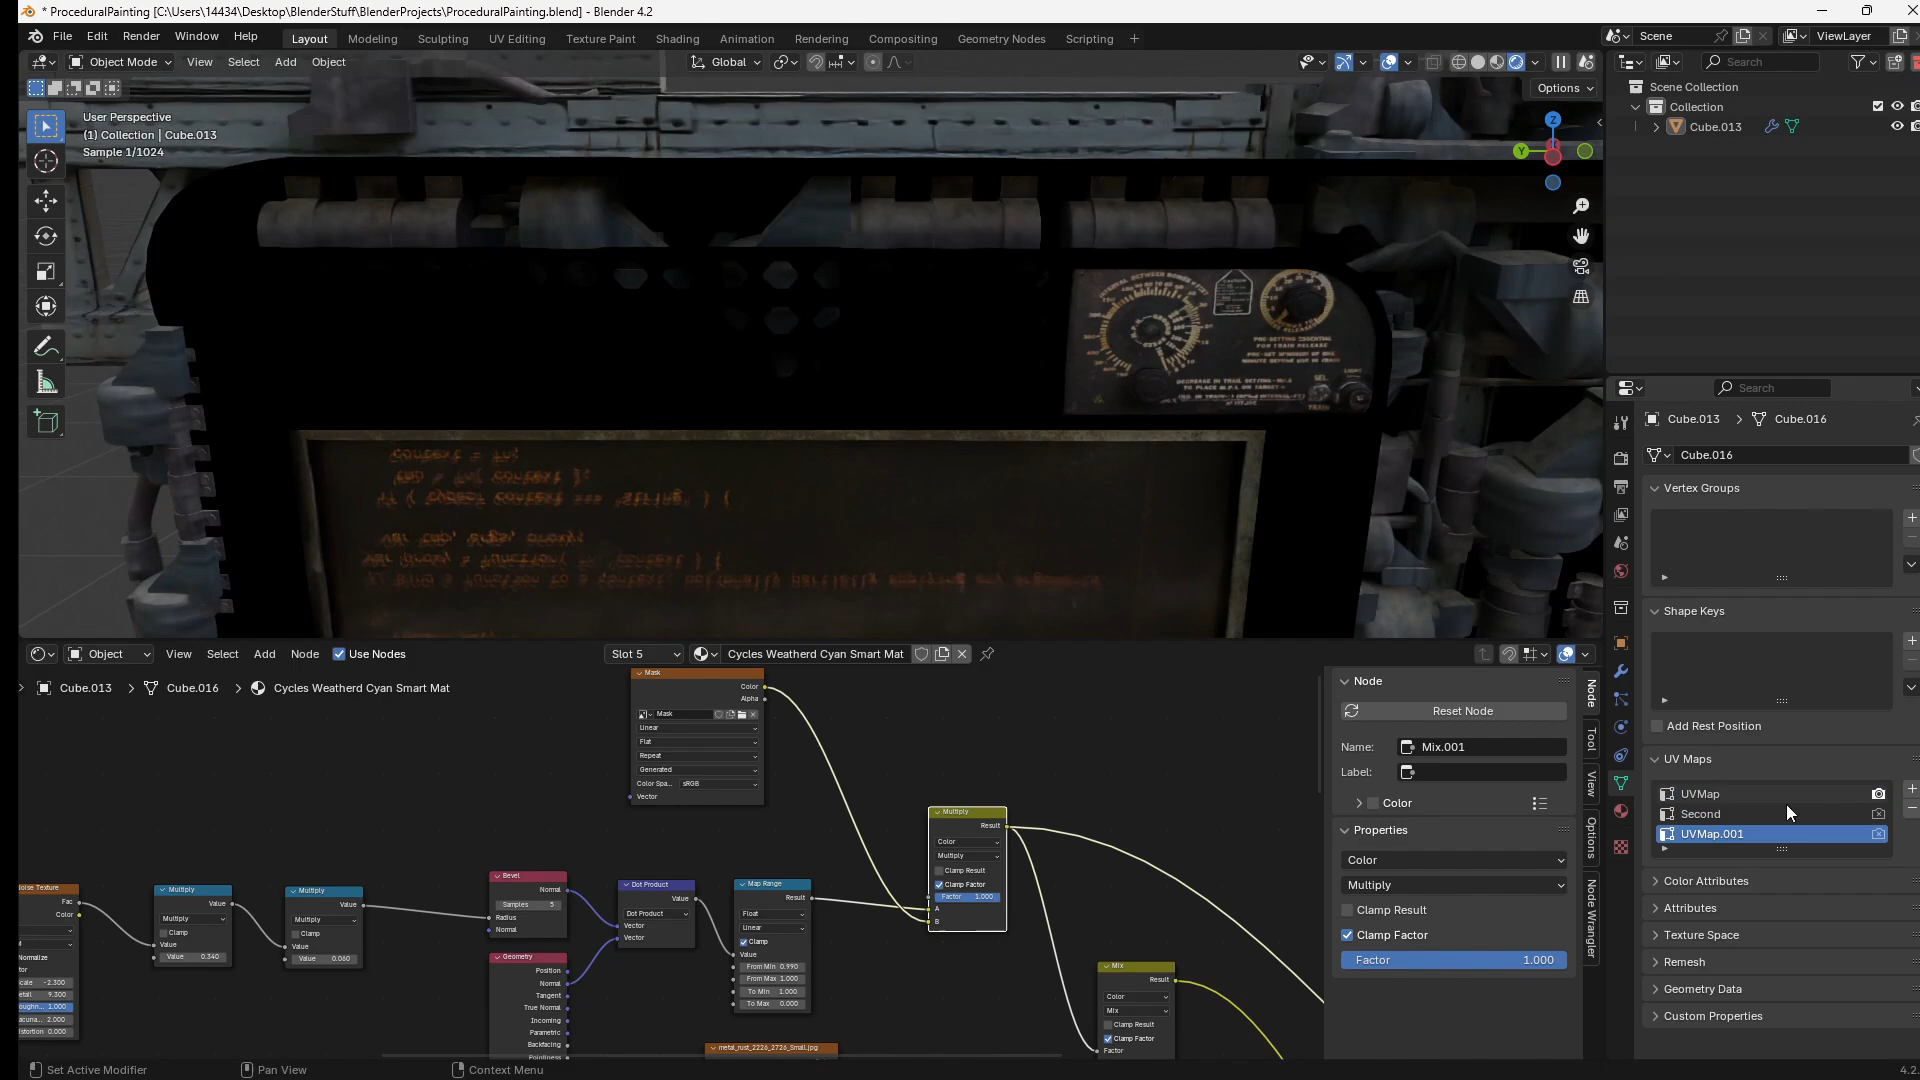 * ProceduralPainting [C:\Users\14434\Desktop\BlenderStuff\BlenderProjects\ProceduralPainting.blend] - Blender 4.2
File Edit Render Window Help Layout Modeling Sculpting UV Editing Texture Paint Shading Animation Rendering Compositing Geometry Nodes Scripting + Scene ViewLayer
Object Mode View Select Add Object Global Search
Options
User Perspective
(1) Collection | Cube.013
Sample 1/1024
Z
Y
Scene Collection
Collection
Cube.013
Search
Cube.013 > Cube.016
Cube.016
Vertex Groups
Shape Keys
Add Rest Position
UV Maps
UVMap
Second
UVMap.001
Color Attributes
Attributes
Texture Space
Remesh
Geometry Data
Custom Properties
Object View Select Add Node Use Nodes Slot 5 Cycles Weatherd Cyan Smart Mat
Cube.013 > Cube.016 > Cycles Weatherd Cyan Smart Mat
Mask
Color
Alpha
Mask
Linear
Flat
Repeat
Generated
Color Spa... sRGB
Vector
Multiply
Result
Color
Multiply
Clamp Result
Clamp Factor
Factor 1.000
A
B
Noise Texture
Fac
Color
Multiply
Value
Multiply
Clamp
Value
Value 0.340
Multiply
Value
Multiply
Clamp
Value
Value 0.060
Bevel
Normal
Samples 5
Radius
Normal
Geometry
Position
Normal
Tangent
True Normal
Incoming
Parametric
Backfacing
Pointiness
Dot Product
Value
Dot Product
Vector
Vector
Map Range
Result
Float
Linear
Clamp
Value
From Min 0.990
From Max 1.000
To Min 1.000
To Max 0.000
metal_rust_2226_2726_Small.jpg
Mix
Result
Color
Mix
Clamp Result
Clamp Factor
Factor
Node
Reset Node
Name: Mix.001
Label:
Color
Properties
Color
Multiply
Clamp Result
Clamp Factor
Factor 1.000
Node
Tool
View
Options
Node Wrangler
Set Active Modifier Pan View Context Menu 4.2.